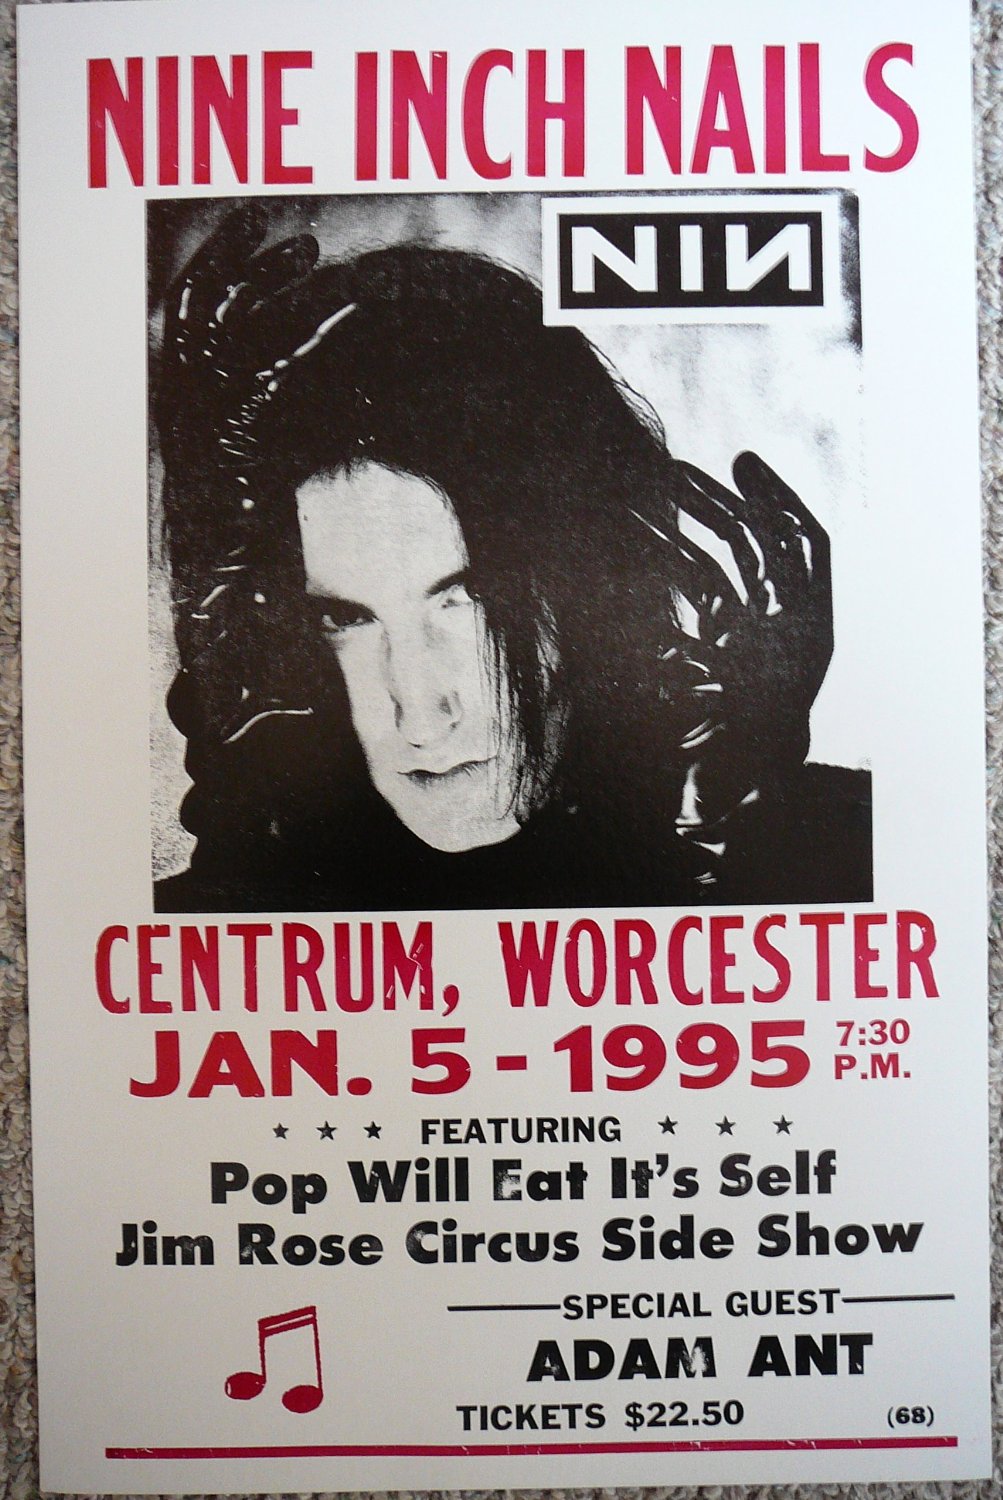 NINE INCH NAILS
NIN
CENTRUM, WORCESTER
JAN. 5 - 1995 7:30 P.M.
★ ★ ★ FEATURING ★ ★ ★
Pop Will Eat It's Self
Jim Rose Circus Side Show
SPECIAL GUEST
ADAM ANT
TICKETS $22.50 (68)